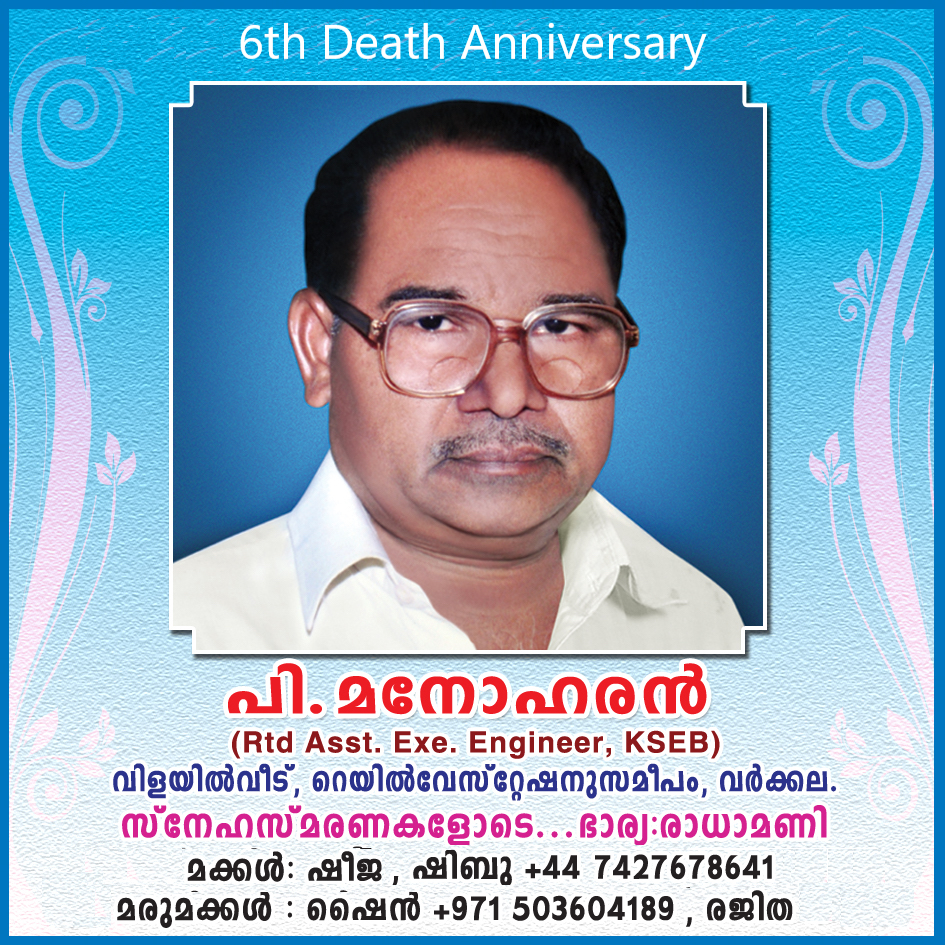 6th Death Anniversary
പി. മനോഹരൻ
(Rtd Asst. Exe. Engineer, KSEB)
വിളയിൽവീട്, റെയിൽവേസ്റ്റേഷനുസമീപം, വർക്കല.
സ്നേഹസ്മരണകളോടെ...ഭാര്യ:രാധാമണി
മക്കൾ: ഷീജ , ഷിബു +44 7427678641
മരുമക്കൾ : ഷൈൻ +971 503604189 , രജിത